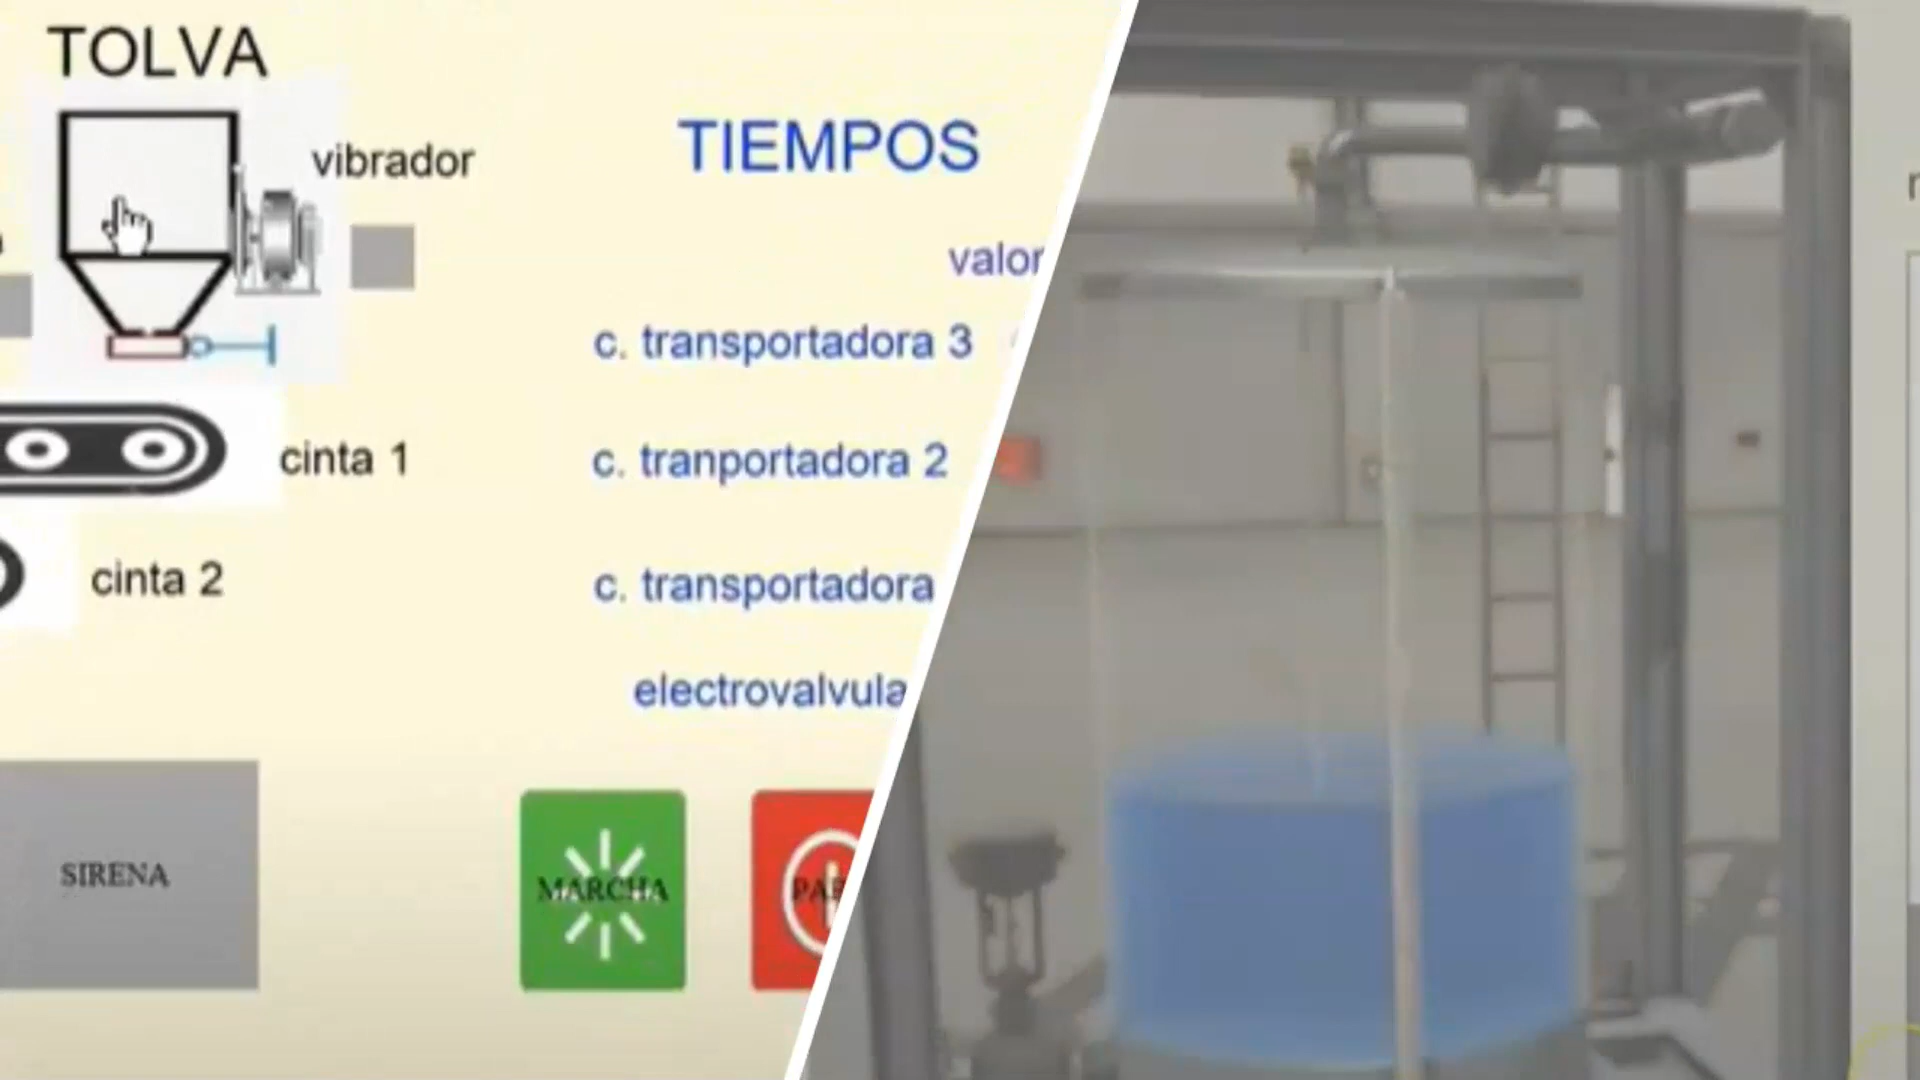 TOLVA
vibrador
TIEMPOS
valor
c. transportadora 3
cinta 1
c. tranportadora 2
cinta 2
c. transportadora
electrovalvula
SIRENA
MARCHA